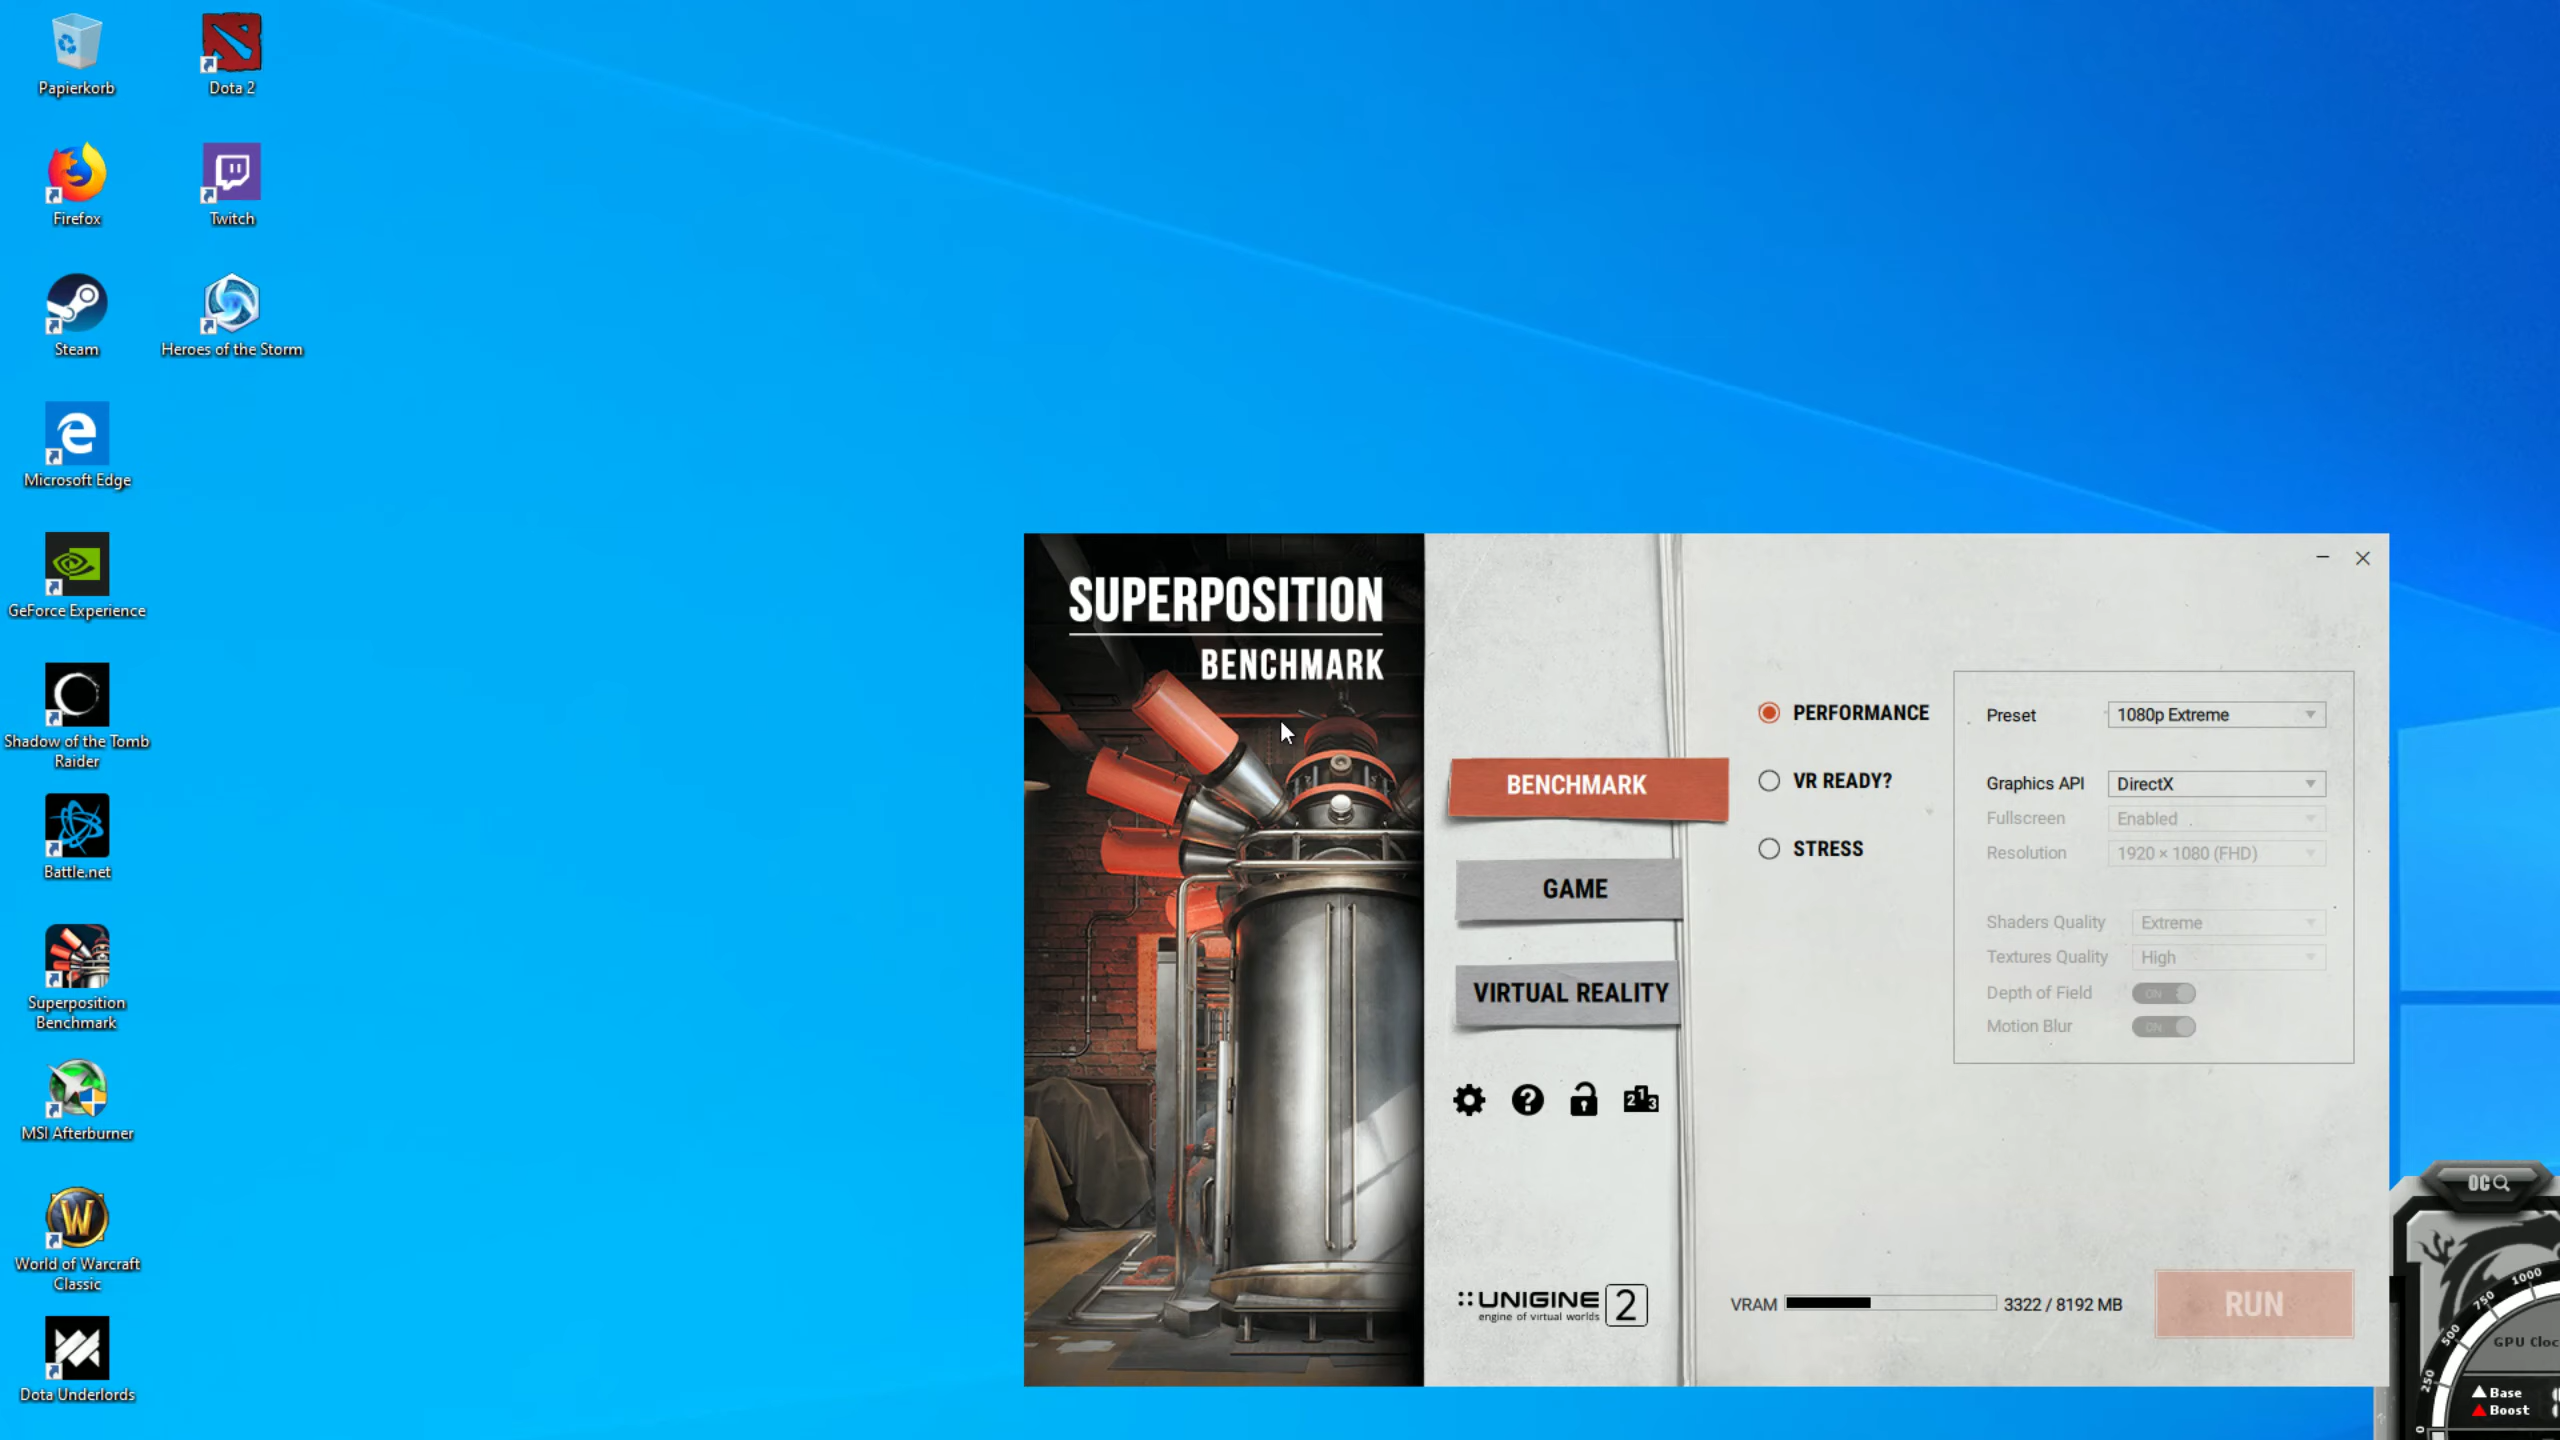 Papierkorb
Dota 2
Firefox
Twitch
Steam
Heroes of the Storm
Microsoft Edge
GeForce Experience
Shadow of the Tomb
Raider
Battle.net
Superposition
Benchmark
MSI Afterburner
World of Warcraft
Classic
Dota Underlords
SUPERPOSITION
BENCHMARK
BENCHMARK
GAME
VIRTUAL REALITY
UNIGINE 2
engine of virtual worlds
PERFORMANCE
VR READY?
STRESS
Preset 1080p Extreme
Graphics API DirectX
Fullscreen Enabled
Resolution 1920 × 1080 (FHD)
Shaders Quality Extreme
Textures Quality High
Depth of Field ON
Motion Blur ON
VRAM 3322 / 8192 MB
RUN
OC
1000
750
500
250
0
GPU Cloc
Base
Boost